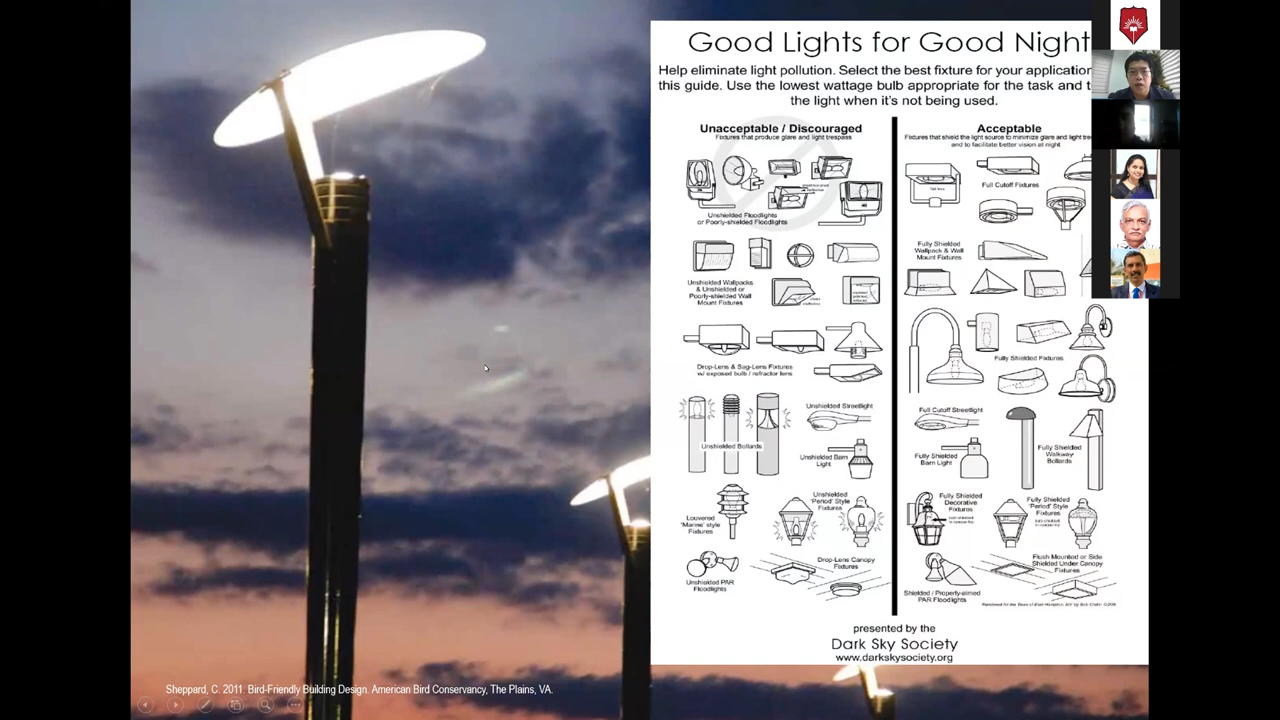 Good Lights for Good Night
Help eliminate light pollution. Select the best fixture for your application
this guide. Use the lowest wattage bulb appropriate for the task and t
the light when it's not being used.
Unacceptable / Discouraged
Fixtures that produce glare and light trespass
Unshielded Floodlights
or Poorly-shielded Floodlights
Unshielded Wallpacks
& Unshielded or
Poorly-shielded Wall
Mount Fixtures
Drop-Lens & Sag-Lens Fixtures
w/ exposed bulb / refractor lens
Unshielded Bollards
Unshielded Streetlight
Unshielded Barn
Light
Louvered
'Marine' style
Fixtures
Unshielded
'Period' Style
Fixtures
Unshielded PAR
Floodlights
Drop-Lens Canopy
Fixtures
Acceptable
Fixtures that shield the light source to minimize glare and light tre
and to facilitate better vision at night
Full Cutoff Fixtures
Fully Shielded
Wallpack & Wall
Mount Fixtures
Fully Shielded Fixtures
Full Cutoff Streetlight
Fully Shielded
Barn Light
Fully Shielded
Walkway
Bollards
Fully Shielded
Decorative
Fixtures
Fully Shielded
'Period' Style
Fixtures
Shielded / Properly-aimed
PAR Floodlights
Flush Mounted or Side
Shielded Under Canopy
Fixtures
presented by the
Dark Sky Society
www.darkskysociety.org
Sheppard, C. 2011. Bird-Friendly Building Design. American Bird Conservancy, The Plains, VA.